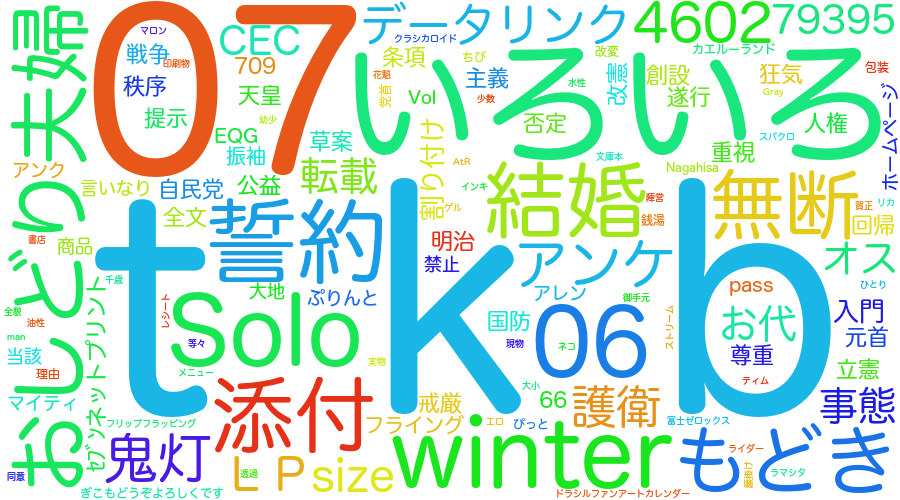 マロン
戦争
印刷物
秩序
提示
07
CEC
709
天皇
幼少
EQG
振袖
データリンク
クラシカロイド
条項
花魁
党首
Vol
ちび
主義
少数
改変
水性
改憲
4602
79395
カエルーランド
創設
遂行
狂気
Gray
包装
いろいろ
否定
人権
スパクロ
重視
ホームページ
おしどり夫婦
アンク
言いなり
自民党
公益
草案
転載
割り付け
AtR
インキ
ゲル
文庫本
Nagahisa
結婚
陣営
銭湯
無断
賀正
リカ
回帰
書店
商品
全文
誓約
明治
禁止
アンケ
オス
tkb
千歳
全貌
油性
man
当該
理由
マイティ
同意
セブンネットプリント
レシート
等々
メニュー
Solo
大地
ぷりんと
実物
ネコ
アレン
国防
現物
06
御手元
ストリーム
pass
お代
尊重
ティム
ひとり
入門
元首
立憲
事態
フリップフラッピング
鬼灯
ぎこもどうぞよろしくです
添付
LP
透過
size
戒厳
フライング
エロ
ぴっと
大小
66
護衛
winter
富士ゼロックス
もどき
ライダー
ラマシタ
ドラシルファンアートカレンダー